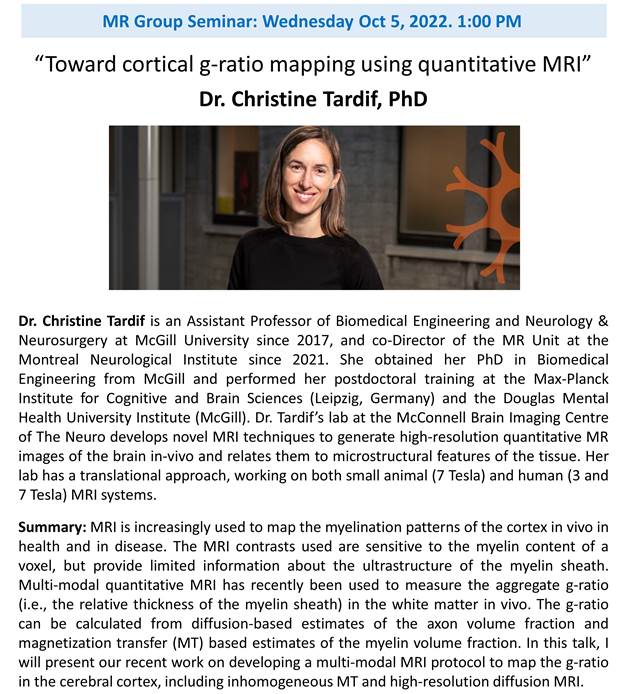 MR Group Seminar: Wednesday Oct 5, 2022. 1:00 PM
“Toward cortical g-ratio mapping using quantitative MRI”
Dr. Christine Tardif, PhD
Dr. Christine Tardif is an Assistant Professor of Biomedical Engineering and Neurology &
Neurosurgery at McGill University since 2017, and co-Director of the MR Unit at the
Montreal Neurological Institute since 2021. She obtained her PhD in Biomedical
Engineering from McGill and performed her postdoctoral training at the Max-Planck
Institute for Cognitive and Brain Sciences (Leipzig, Germany) and the Douglas Mental
Health University Institute (McGill). Dr. Tardif’s lab at the McConnell Brain Imaging Centre
of The Neuro develops novel MRI techniques to generate high-resolution quantitative MR
images of the brain in-vivo and relates them to microstructural features of the tissue. Her
lab has a translational approach, working on both small animal (7 Tesla) and human (3 and
7 Tesla) MRI systems.
Summary: MRI is increasingly used to map the myelination patterns of the cortex in vivo in
health and in disease. The MRI contrasts used are sensitive to the myelin content of a
voxel, but provide limited information about the ultrastructure of the myelin sheath.
Multi-modal quantitative MRI has recently been used to measure the aggregate g-ratio
(i.e., the relative thickness of the myelin sheath) in the white matter in vivo. The g-ratio
can be calculated from diffusion-based estimates of the axon volume fraction and
magnetization transfer (MT) based estimates of the myelin volume fraction. In this talk, I
will present our recent work on developing a multi-modal MRI protocol to map the g-ratio
in the cerebral cortex, including inhomogeneous MT and high-resolution diffusion MRI.